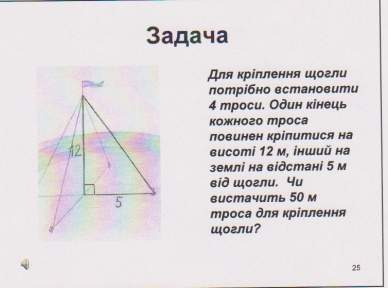 Задача
Для кріплення щогли
потрібно встановити
4 троси. Один кінець
кожного троса
повинен кріпитися на
висоті 12 м, інший на
землі на відстані 5 м
від щогли. Чи
вистачить 50 м
троса для кріплення
щогли?
12
5
25